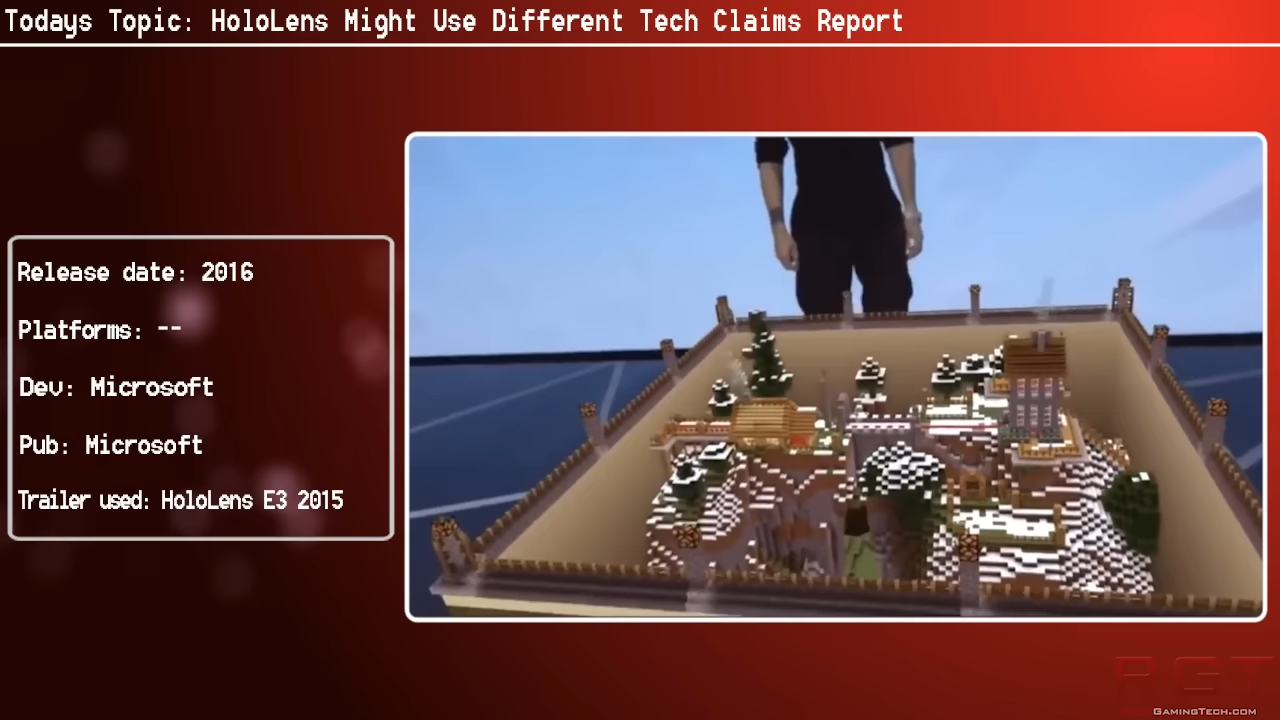 Todays Topic: HoloLens Might Use Different Tech Claims Report
Release date: 2016
Platforms: --
Dev: Microsoft
Pub: Microsoft
Trailer used: HoloLens E3 2015
RGT
GamingTech.com